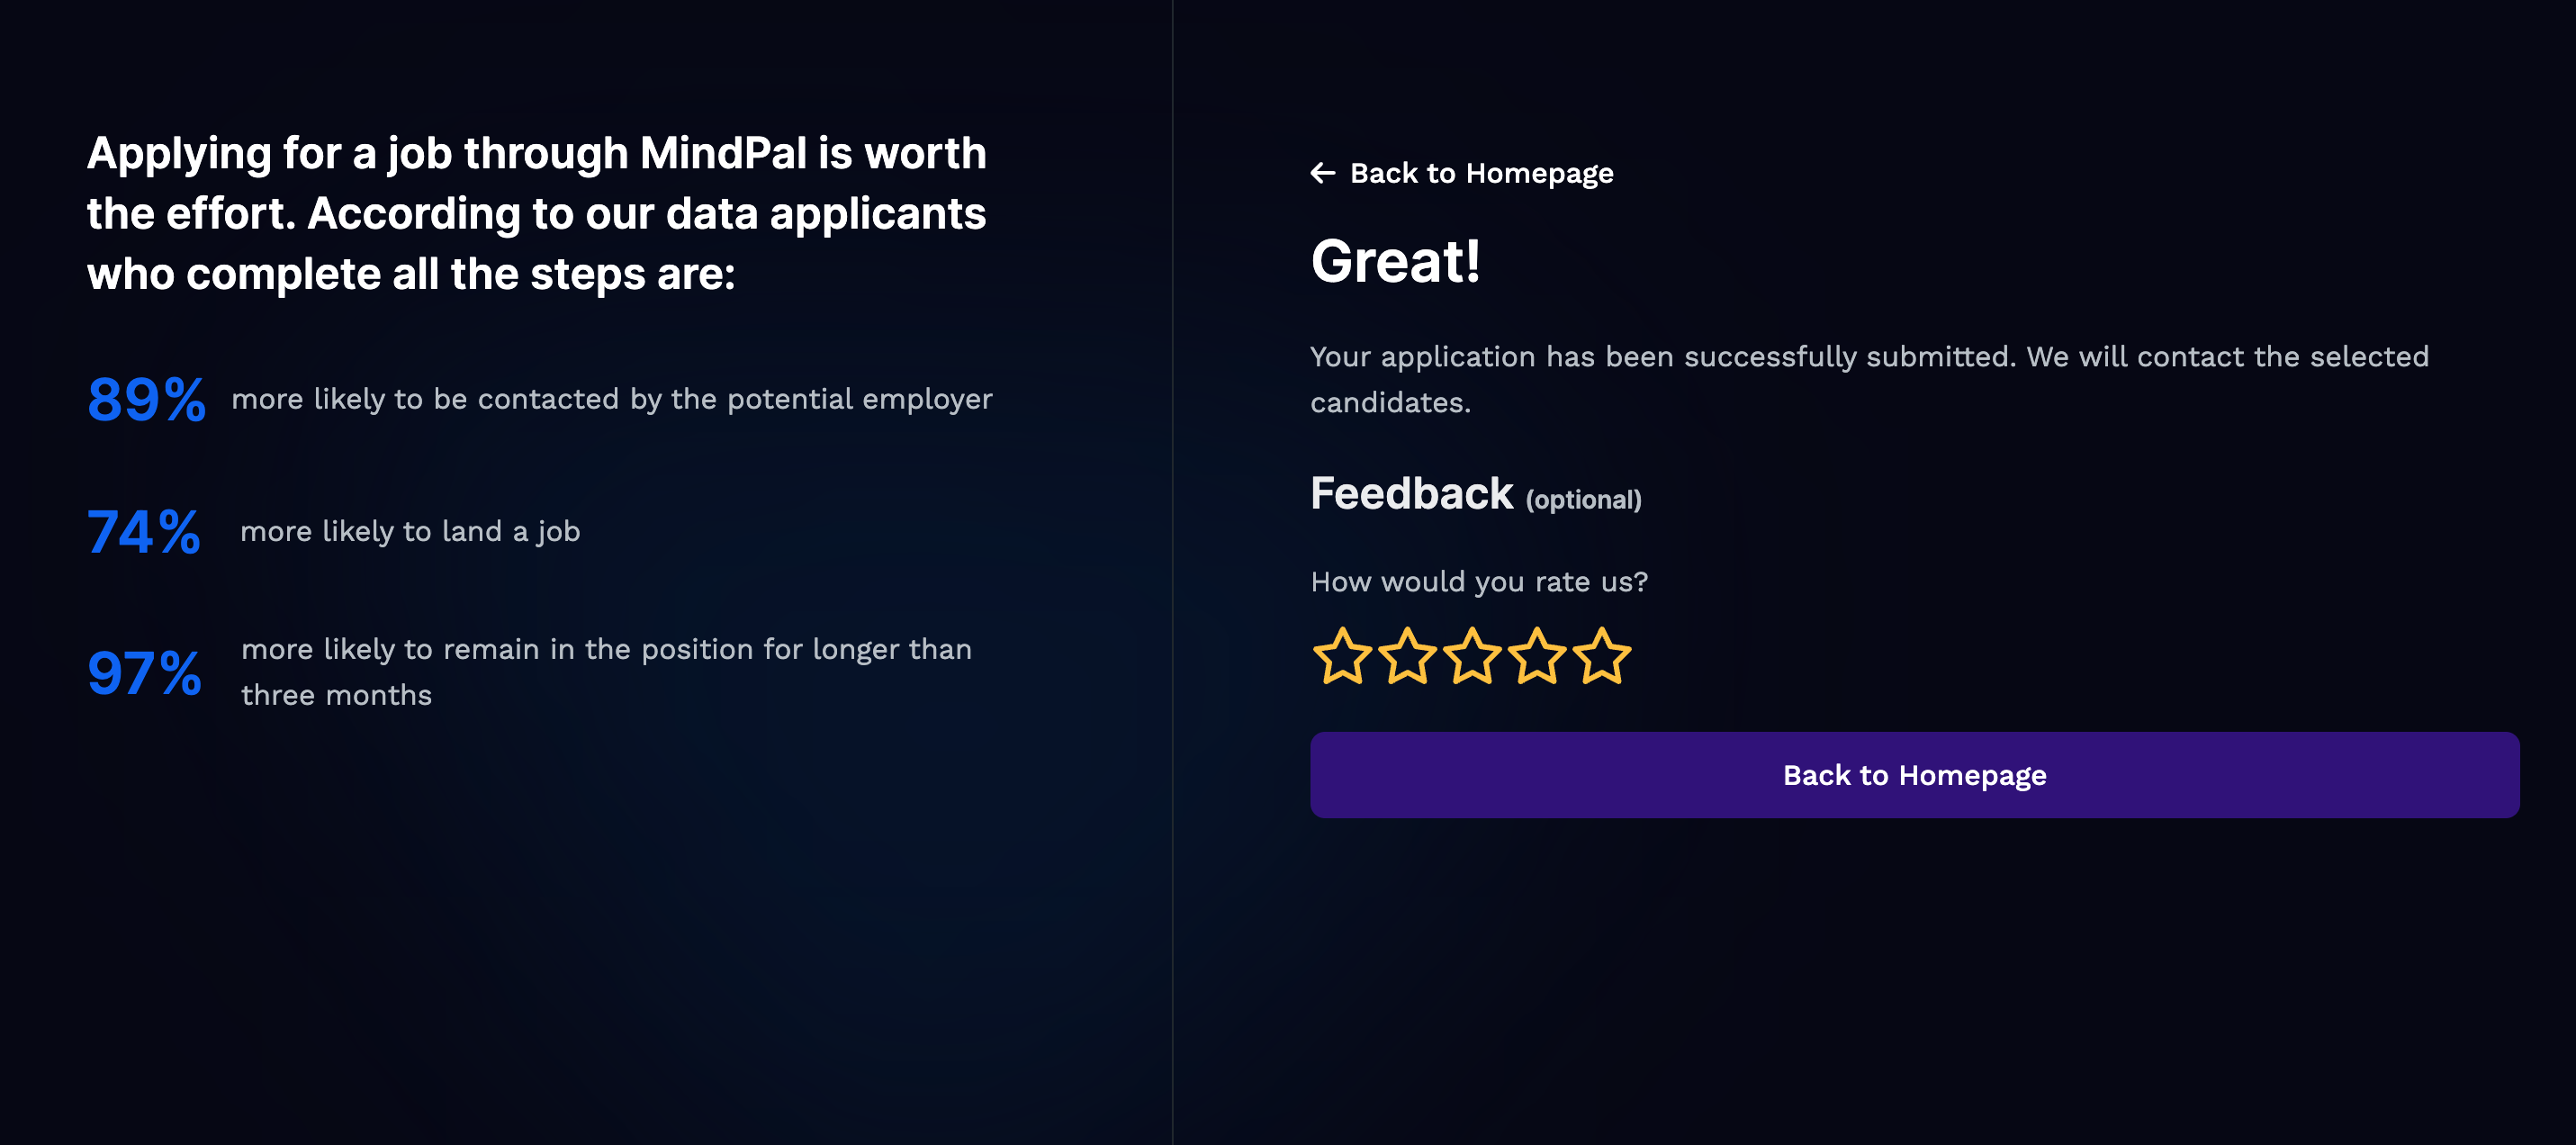 Applying for a job through MindPal is worth
the effort. According to our data applicants
who complete all the steps are:
89% more likely to be contacted by the potential employer
74% more likely to land a job
97% more likely to remain in the position for longer than
three months
Back to Homepage
Great!
Your application has been successfully submitted. We will contact the selected
candidates.
Feedback (optional)
How would you rate us?
Back to Homepage